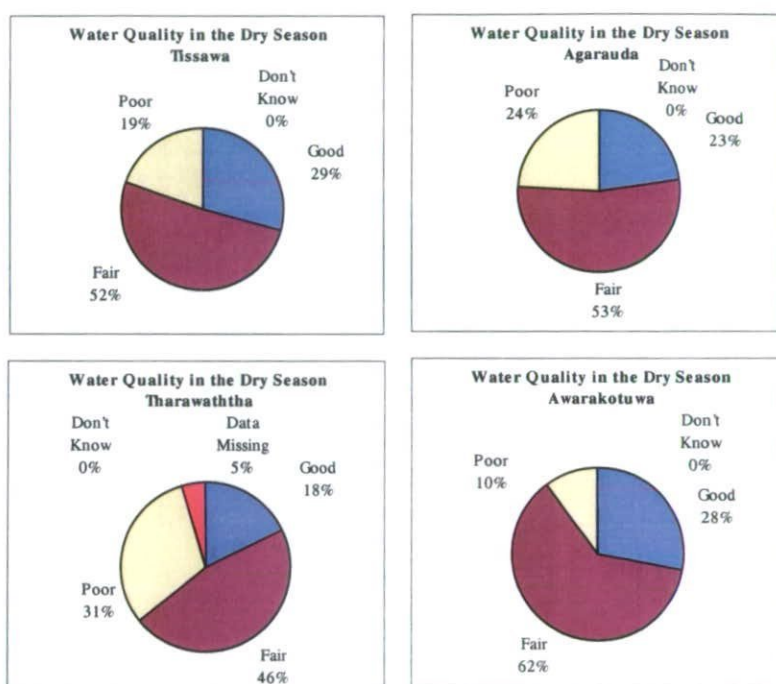 Water Quality in the Dry Season
Tissawa
Don't
Know
0%
Poor
19%
Good
29%
Fair
52%
Water Quality in the Dry Season
Agarauda
Don't
Know
0%
Poor
24%
Good
23%
Fair
53%
Water Quality in the Dry Season
Tharawaththa
Don't
Know
0%
Data
Missing
5%
Good
18%
Poor
31%
Fair
46%
Water Quality in the Dry Season
Awarakotuwa
Don't
Know
0%
Poor
10%
Good
28%
Fair
62%